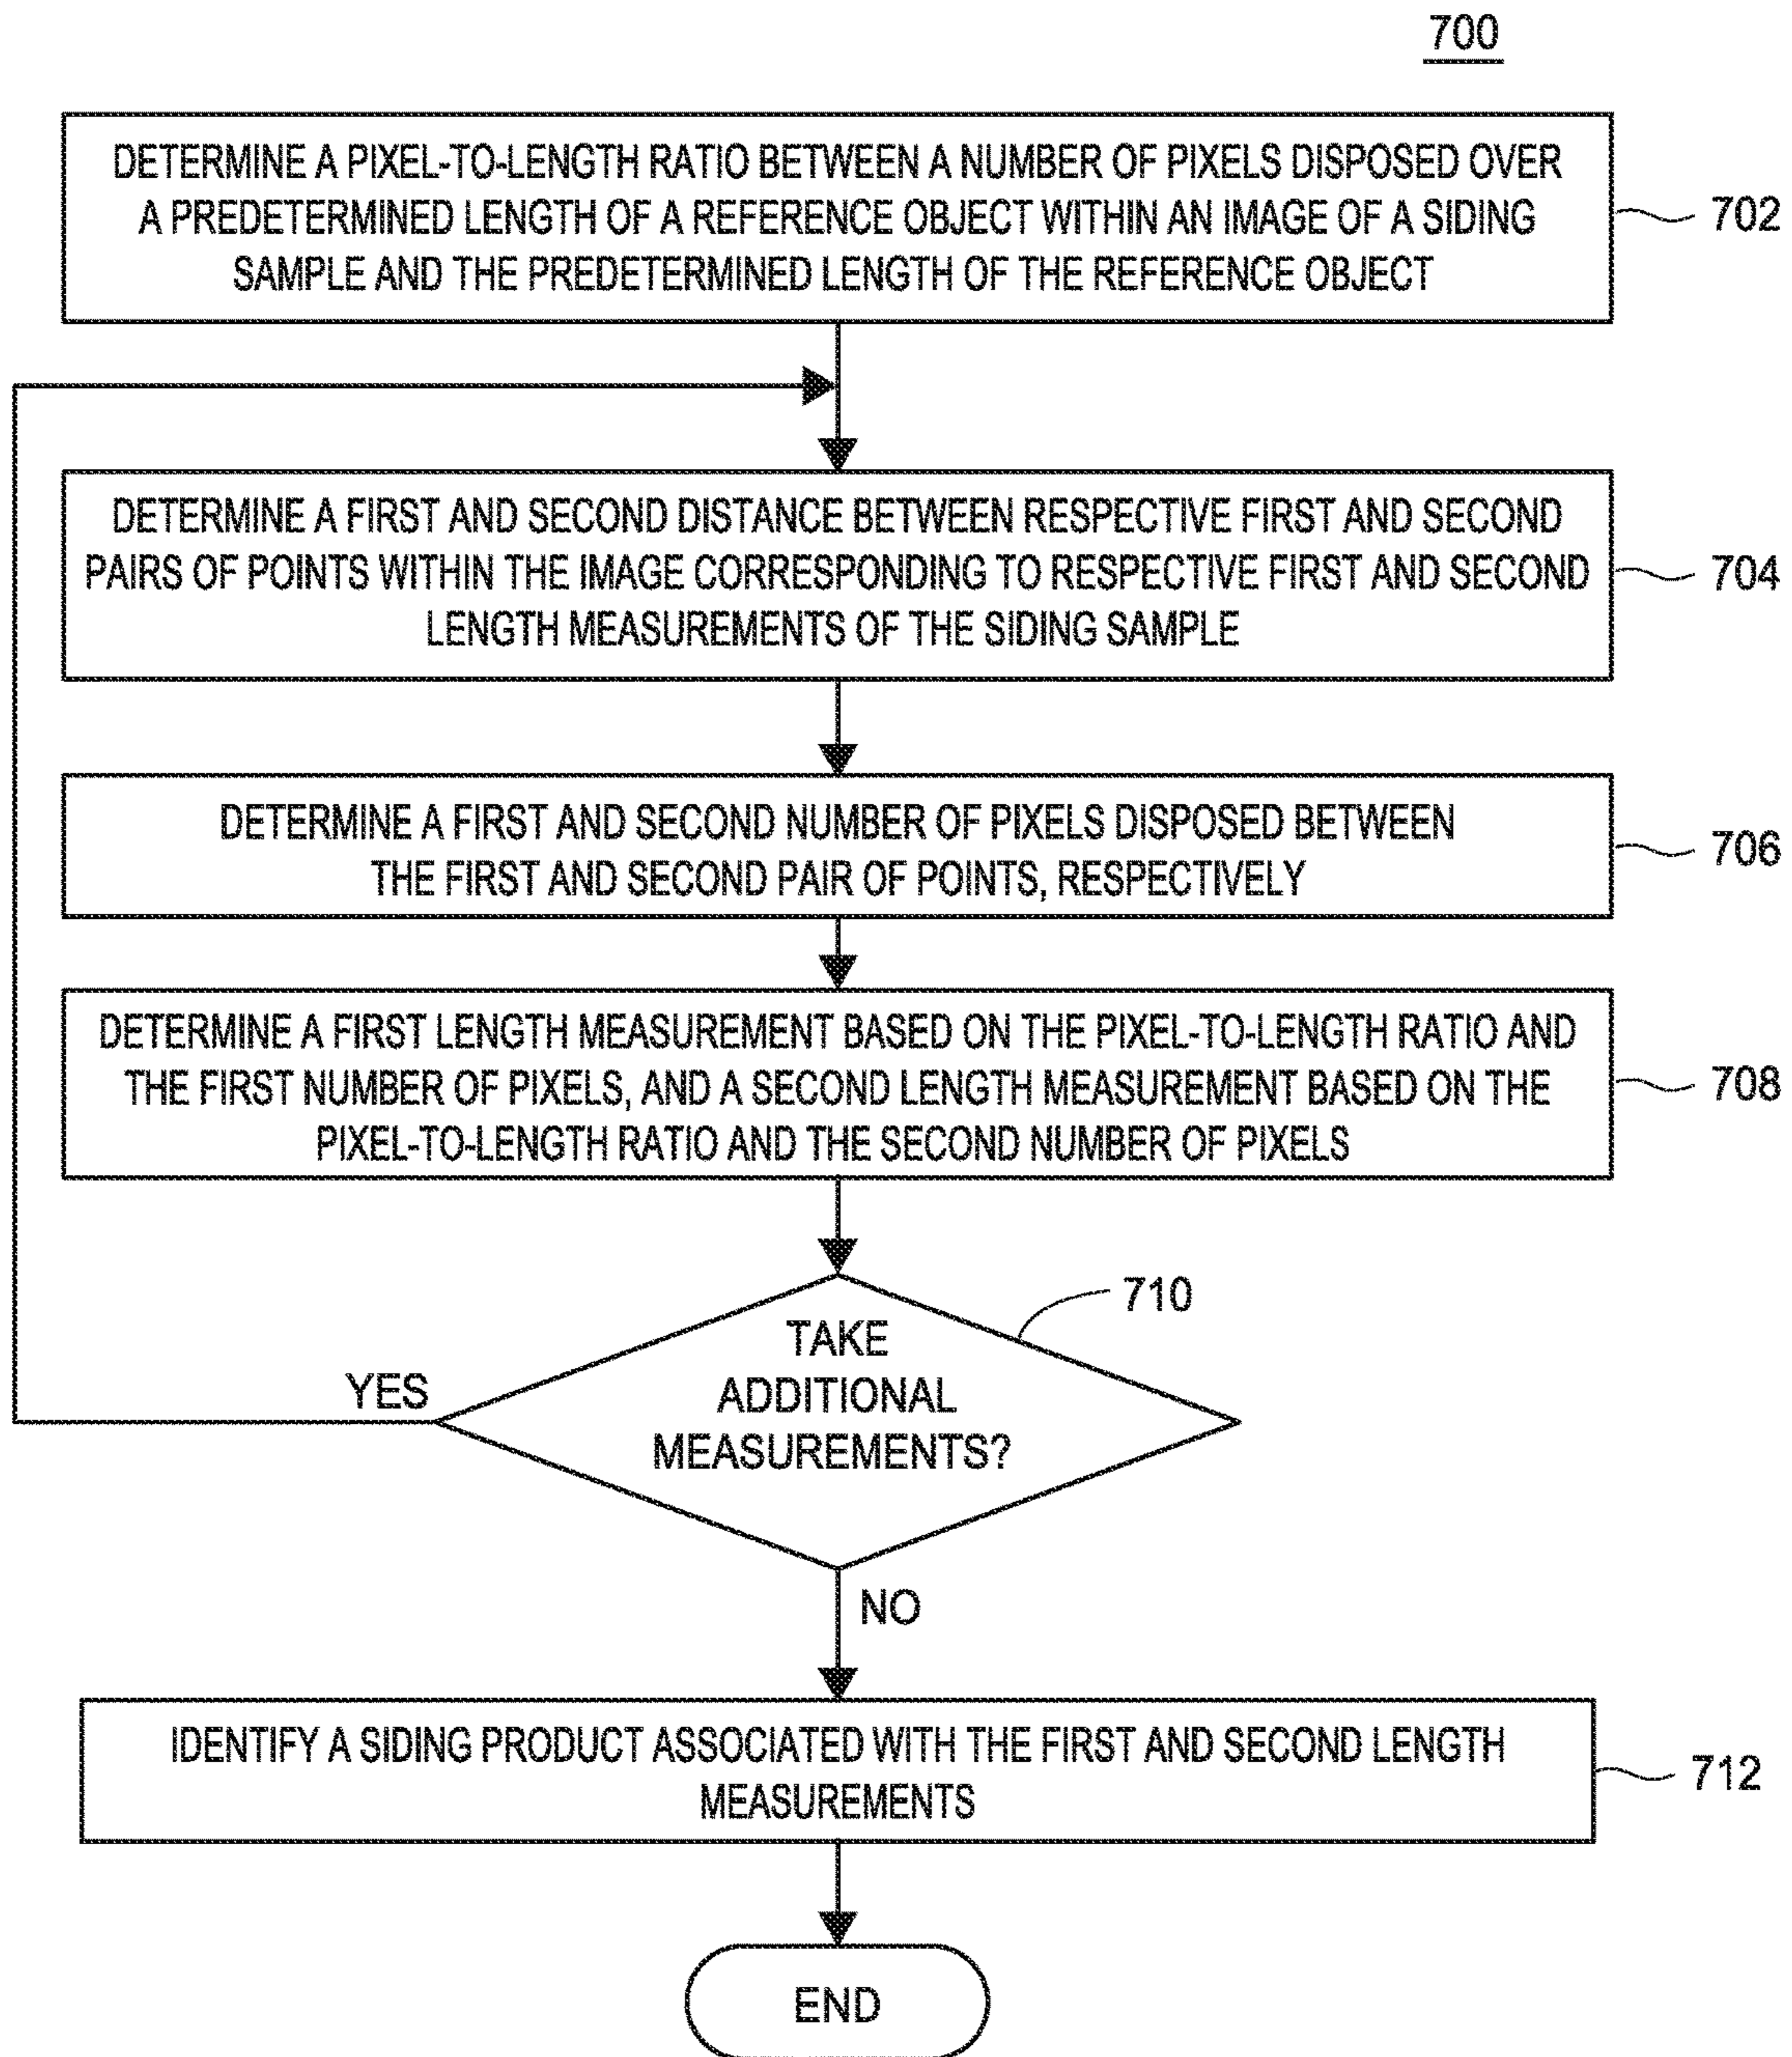 700
DETERMINE A PIXEL-TO-LENGTH RATIO BETWEEN A NUMBER OF PIXELS DISPOSED OVER
A PREDETERMINED LENGTH OF A REFERENCE OBJECT WITHIN AN IMAGE OF A SIDING
SAMPLE AND THE PREDETERMINED LENGTH OF THE REFERENCE OBJECT
702
DETERMINE A FIRST AND SECOND DISTANCE BETWEEN RESPECTIVE FIRST AND SECOND
PAIRS OF POINTS WITHIN THE IMAGE CORRESPONDING TO RESPECTIVE FIRST AND SECOND
LENGTH MEASUREMENTS OF THE SIDING SAMPLE
704
DETERMINE A FIRST AND SECOND NUMBER OF PIXELS DISPOSED BETWEEN
THE FIRST AND SECOND PAIR OF POINTS, RESPECTIVELY
706
DETERMINE A FIRST LENGTH MEASUREMENT BASED ON THE PIXEL-TO-LENGTH RATIO AND
THE FIRST NUMBER OF PIXELS, AND A SECOND LENGTH MEASUREMENT BASED ON THE
PIXEL-TO-LENGTH RATIO AND THE SECOND NUMBER OF PIXELS
708
710
TAKE
ADDITIONAL
MEASUREMENTS?
YES
NO
IDENTIFY A SIDING PRODUCT ASSOCIATED WITH THE FIRST AND SECOND LENGTH
MEASUREMENTS
712
END